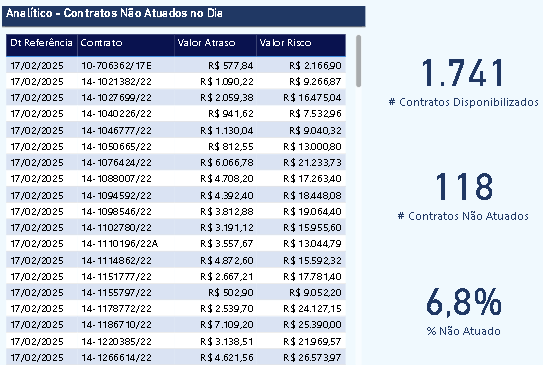 Analítico - Contratos Não Atuados no Dia
Dt Referência Contrato Valor Atraso Valor Risco
17/02/2025 10-706362/17E R$ 577,84 R$ 2.166,90
17/02/2025 14-1021382/22 R$ 1.090,22 R$ 9.266,87
17/02/2025 14-1027699/22 R$ 2.059,38 R$ 16.475,04
17/02/2025 14-1040226/22 R$ 941,62 R$ 7.532,96
17/02/2025 14-1046777/22 R$ 1.130,04 R$ 9.040,32
17/02/2025 14-1050665/22 R$ 812,55 R$ 13.000,80
17/02/2025 14-1076424/22 R$ 6.066,78 R$ 21.233,73
17/02/2025 14-1088007/22 R$ 4.708,20 R$ 17.263,40
17/02/2025 14-1094592/22 R$ 4.392,40 R$ 18.448,08
17/02/2025 14-1098546/22 R$ 3.812,88 R$ 19.064,40
17/02/2025 14-1102780/22 R$ 3.191,12 R$ 15.955,60
17/02/2025 14-1110196/22A R$ 3.557,67 R$ 13.044,79
17/02/2025 14-1114862/22 R$ 4.872,60 R$ 15.592,32
17/02/2025 14-1151777/22 R$ 2.667,21 R$ 17.781,40
17/02/2025 14-1155797/22 R$ 502,90 R$ 9.052,20
17/02/2025 14-1178772/22 R$ 2.539,70 R$ 24.127,15
17/02/2025 14-1186710/22 R$ 7.109,20 R$ 25.390,00
17/02/2025 14-1220385/22 R$ 3.138,51 R$ 21.969,57
17/02/2025 14-1266614/22 R$ 4.621,56 R$ 26.573,97
1.741
# Contratos Disponibilizados
118
# Contratos Não Atuados
6,8%
% Não Atuado